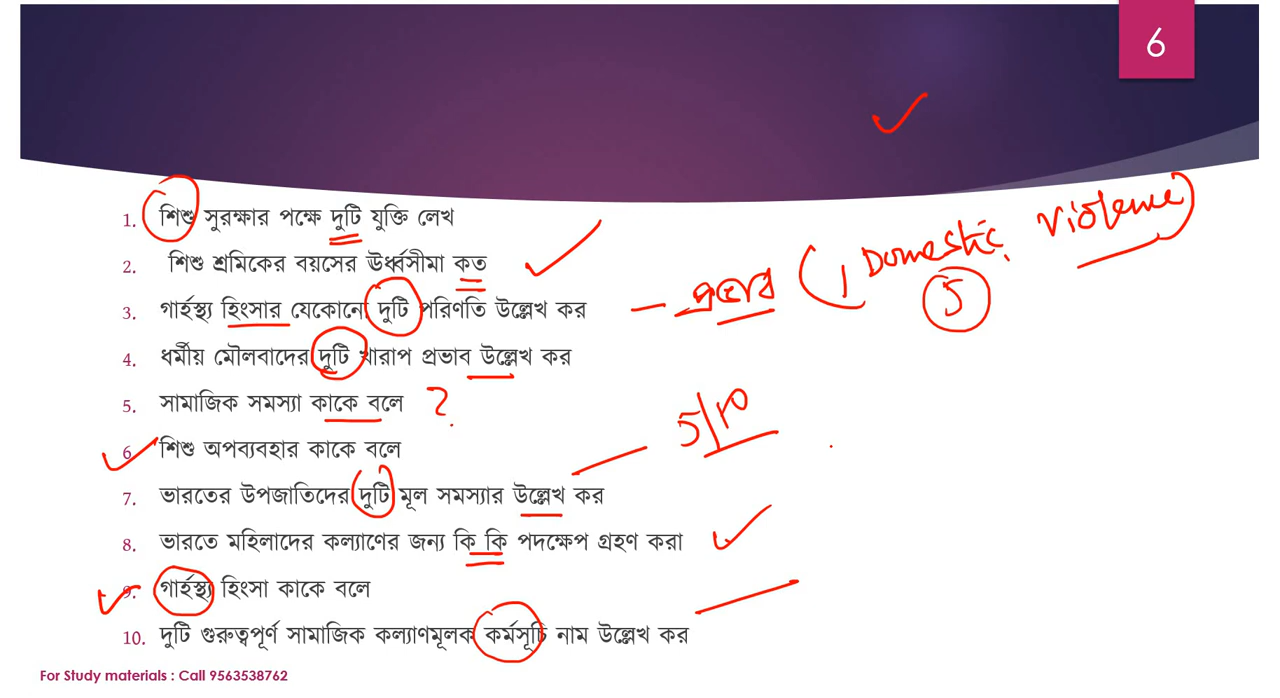 6
1. শিশু সুরক্ষার পক্ষে দুটি যুক্তি লেখ
2. শিশু শ্রমিকের বয়সের ঊর্ধ্বসীমা কত
3. গার্হস্থ্য হিংসার যেকোনো দুটি পরিণতি উল্লেখ কর
Domestic Violence
5
4. ধর্মীয় মৌলবাদের দুটি খারাপ প্রভাব উল্লেখ কর
5. সামাজিক সমস্যা কাকে বলে ?
5/10
6. শিশু অপব্যবহার কাকে বলে
7. ভারতের উপজাতিদের দুটি মূল সমস্যার উল্লেখ কর
8. ভারতে মহিলাদের কল্যাণের জন্য কি কি পদক্ষেপ গ্রহণ করা
9. গার্হস্থ্য হিংসা কাকে বলে
10. দুটি গুরুত্বপূর্ণ সামাজিক কল্যাণমূলক কর্মসূচি নাম উল্লেখ কর
For Study materials : Call 9563538762